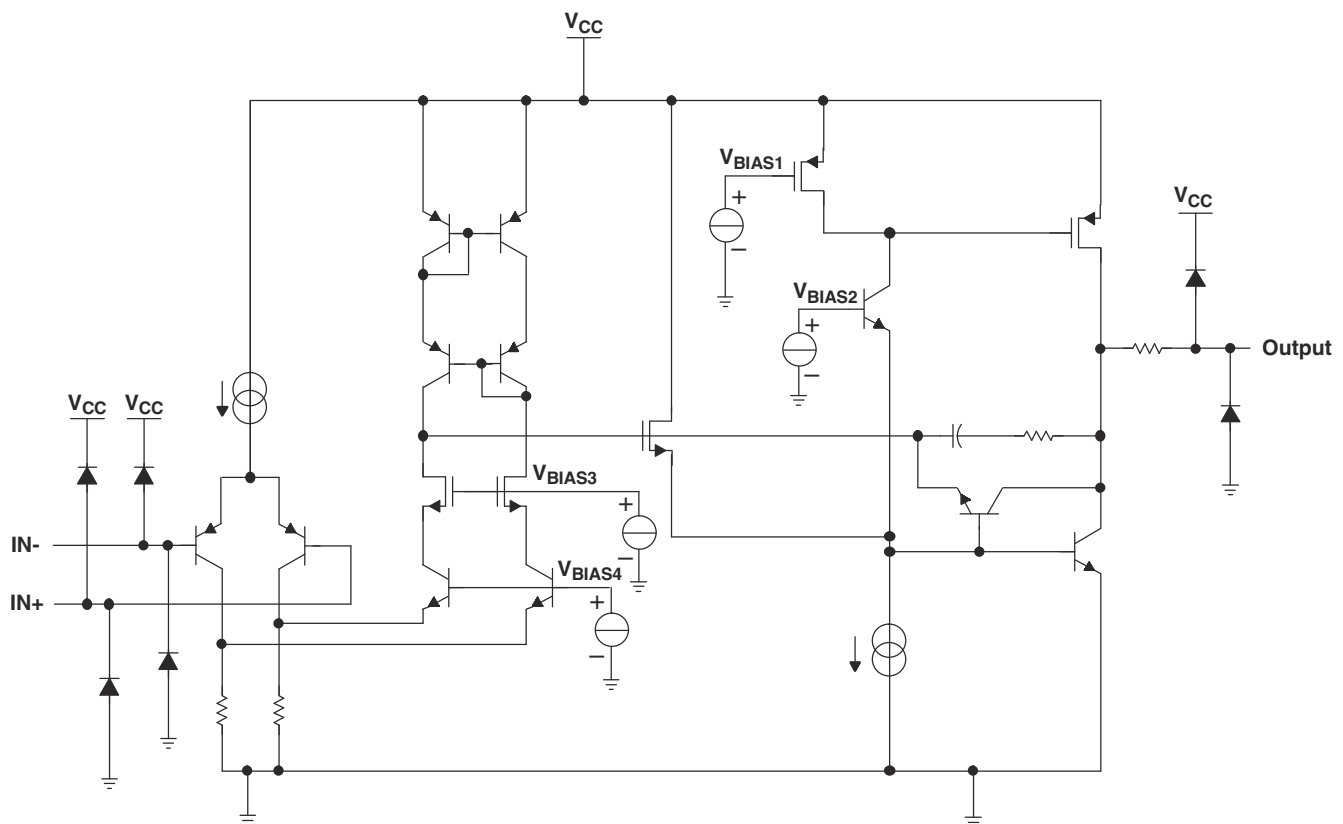 VCC
VBIAS1
VCC
VBIAS2
+
−
+
−
Output
VCC
VCC
VBIAS3
+
−
IN-
VBIAS4
IN+
+
−